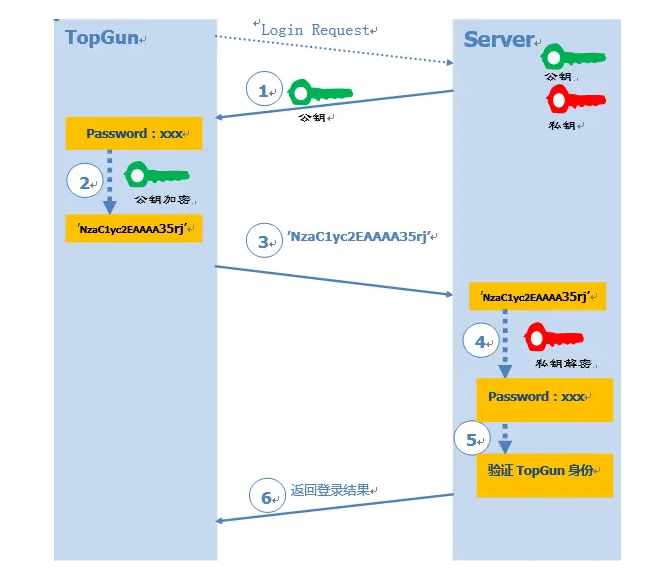 TopGun
Login Request
Server
公钥
私钥
1
公钥
Password：xxx
2
公钥加密
'NzaC1yc2EAAAA35rj'
3
'NzaC1yc2EAAAA35rj'
'NzaC1yc2EAAAA35rj'
4
私钥解密
Password：xxx
5
验证 TopGun 身份
6
返回登录结果